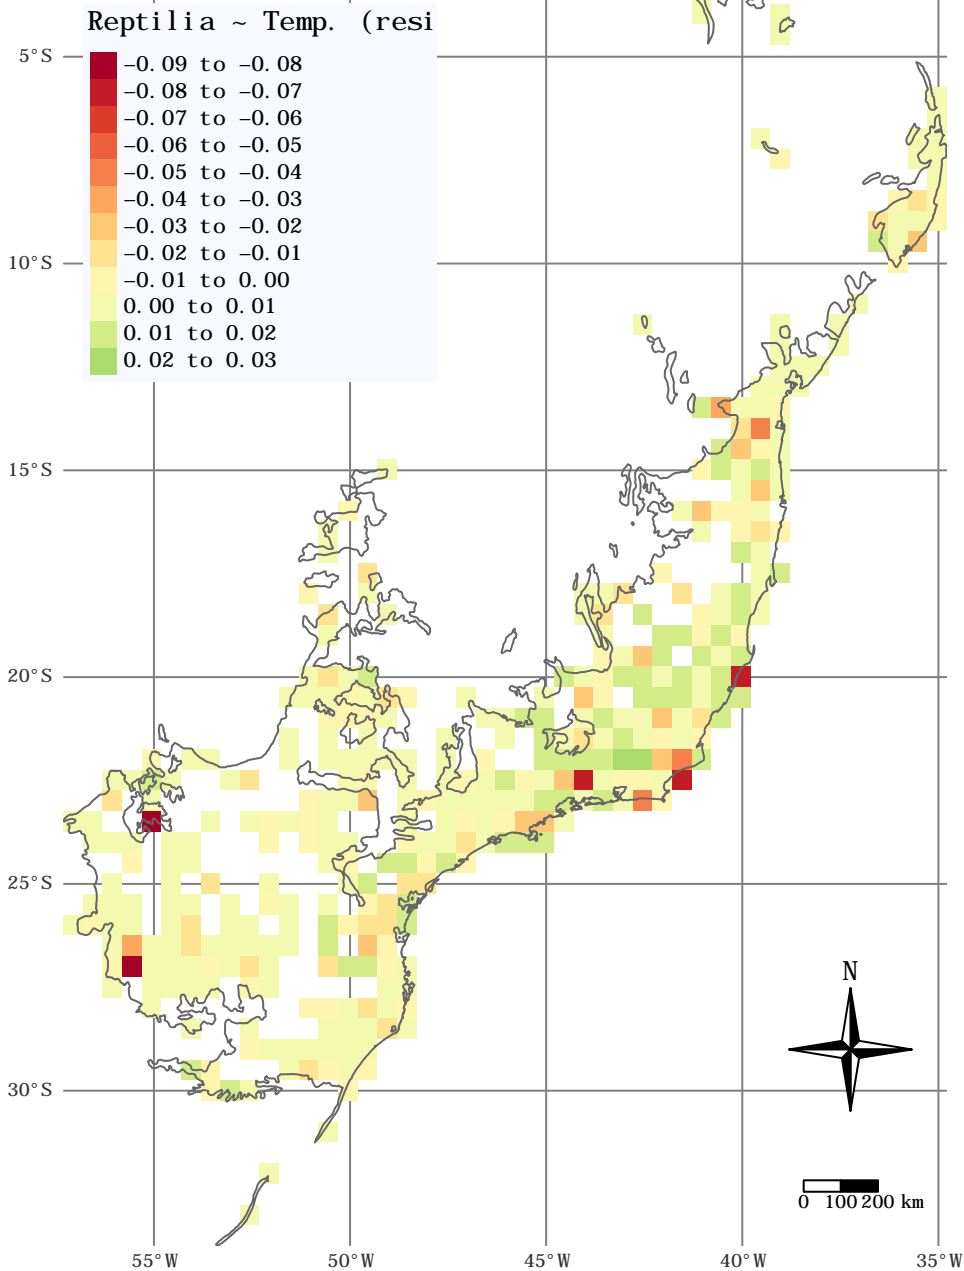 Reptilia ~ Temp. (resi
-0.09 to -0.08
-0.08 to -0.07
-0.07 to -0.06
-0.06 to -0.05
-0.05 to -0.04
-0.04 to -0.03
-0.03 to -0.02
-0.02 to -0.01
-0.01 to 0.00
0.00 to 0.01
0.01 to 0.02
0.02 to 0.03
5°S
10°S
15°S
20°S
25°S
30°S
N
0 100 200 km
55°W 50°W 45°W 40°W 35°W